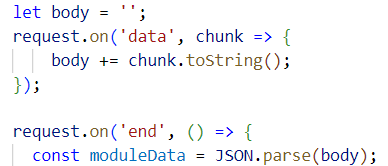 let body = '';
request.on('data', chunk => {
    body += chunk.toString();
});

request.on('end', () => {
  const moduleData = JSON.parse(body);